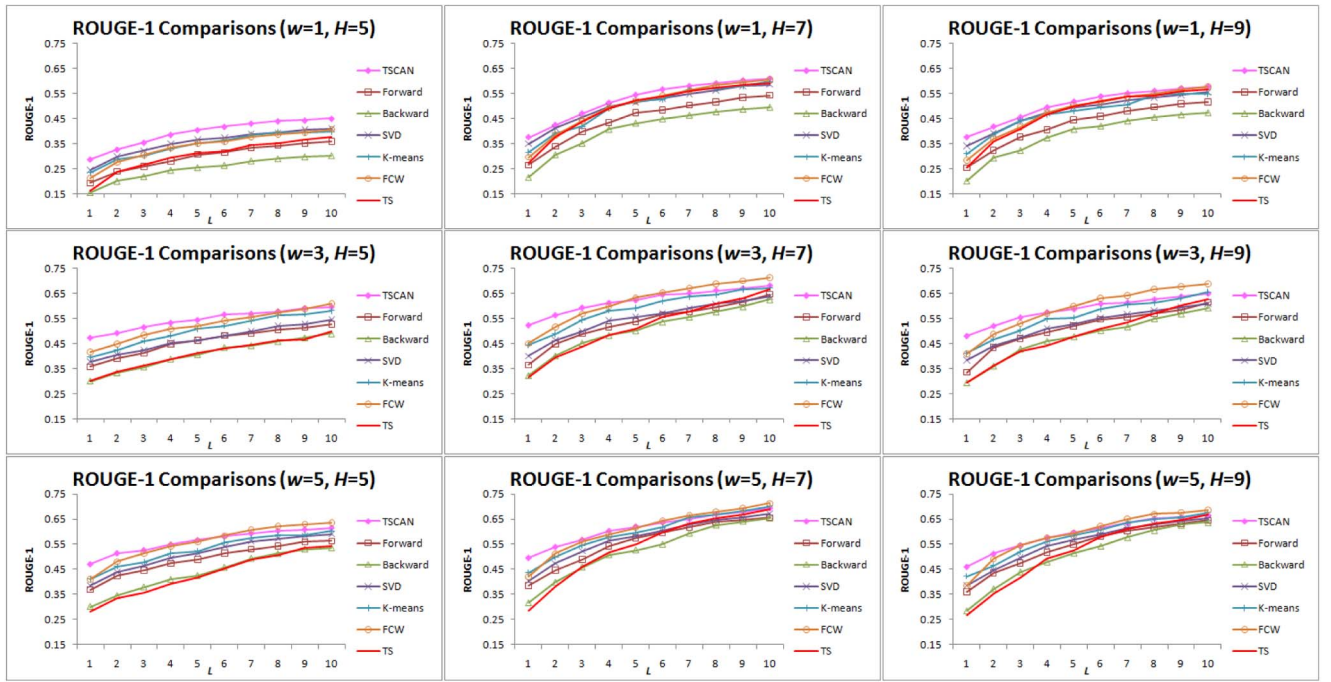 ROUGE-1 Comparisons (w=1, H=5)
ROUGE-1
0.75
0.65
0.55
0.45
0.35
0.25
0.15
1 2 3 4 5 6 7 8 9 10
L
TSCAN
Forward
Backward
SVD
K-means
FCW
TS
ROUGE-1 Comparisons (w=1, H=7)
ROUGE-1
0.75
0.65
0.55
0.45
0.35
0.25
0.15
1 2 3 4 5 6 7 8 9 10
L
TSCAN
Forward
Backward
SVD
K-means
FCW
TS
ROUGE-1 Comparisons (w=1, H=9)
ROUGE-1
0.75
0.65
0.55
0.45
0.35
0.25
0.15
1 2 3 4 5 6 7 8 9 10
L
TSCAN
Forward
Backward
SVD
K-means
FCW
TS
ROUGE-1 Comparisons (w=3, H=5)
ROUGE-1
0.75
0.65
0.55
0.45
0.35
0.25
0.15
1 2 3 4 5 6 7 8 9 10
L
TSCAN
Forward
Backward
SVD
K-means
FCW
TS
ROUGE-1 Comparisons (w=3, H=7)
ROUGE-1
0.75
0.65
0.55
0.45
0.35
0.25
0.15
1 2 3 4 5 6 7 8 9 10
L
TSCAN
Forward
Backward
SVD
K-means
FCW
TS
ROUGE-1 Comparisons (w=3, H=9)
ROUGE-1
0.75
0.65
0.55
0.45
0.35
0.25
0.15
1 2 3 4 5 6 7 8 9 10
L
TSCAN
Forward
Backward
SVD
K-means
FCW
TS
ROUGE-1 Comparisons (w=5, H=5)
ROUGE-1
0.75
0.65
0.55
0.45
0.35
0.25
0.15
1 2 3 4 5 6 7 8 9 10
L
TSCAN
Forward
Backward
SVD
K-means
FCW
TS
ROUGE-1 Comparisons (w=5, H=7)
ROUGE-1
0.75
0.65
0.55
0.45
0.35
0.25
0.15
1 2 3 4 5 6 7 8 9 10
L
TSCAN
Forward
Backward
SVD
K-means
FCW
TS
ROUGE-1 Comparisons (w=5, H=9)
ROUGE-1
0.75
0.65
0.55
0.45
0.35
0.25
0.15
1 2 3 4 5 6 7 8 9 10
L
TSCAN
Forward
Backward
SVD
K-means
FCW
TS